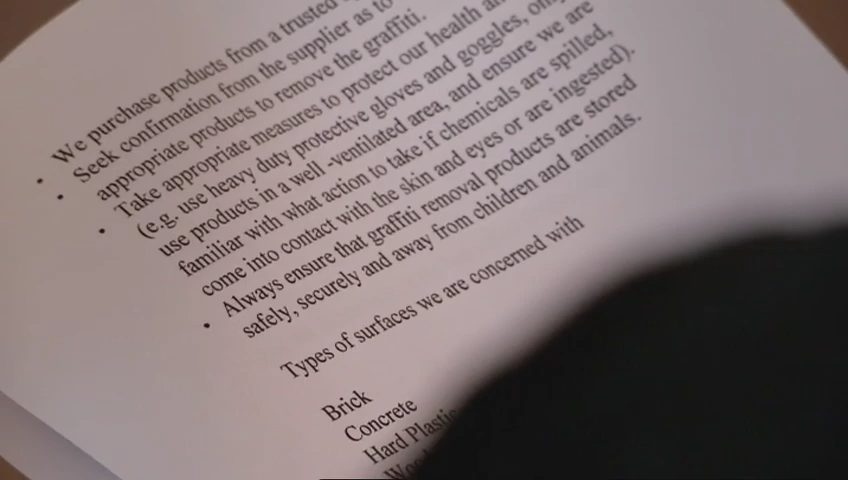 • We purchase products from a trusted
• Seek confirmation from the supplier as to
appropriate products to remove the graffiti.
• Take appropriate measures to protect our health
(e.g. use heavy duty protective gloves and goggles,
use products in a well -ventilated area, and ensure we are
familiar with what action to take if chemicals are spilled,
come into contact with the skin and eyes or are ingested).
• Always ensure that graffiti removal products are stored
safely, securely and away from children and animals.
Types of surfaces we are concerned with
Brick
Concrete
Hard Plastic